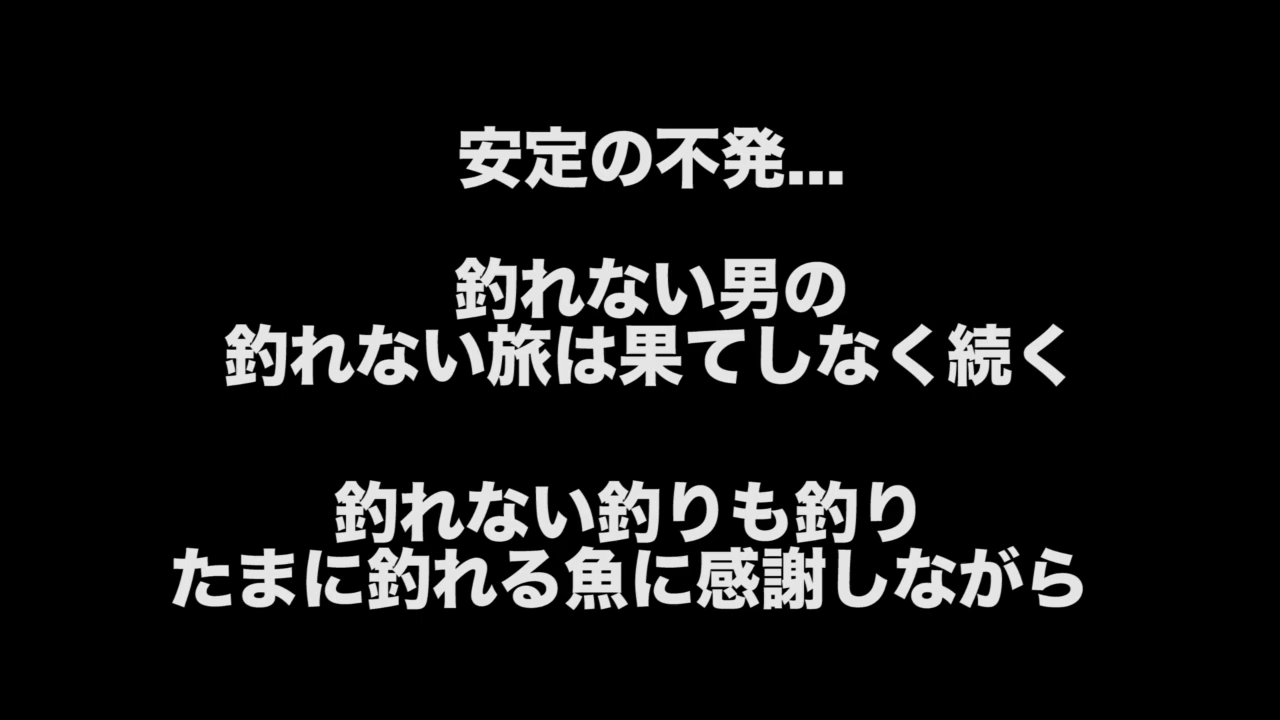 安定の不発...
釣れない男の
釣れない旅は果てしなく続く
釣れない釣りも釣り
たまに釣れる魚に感謝しながら